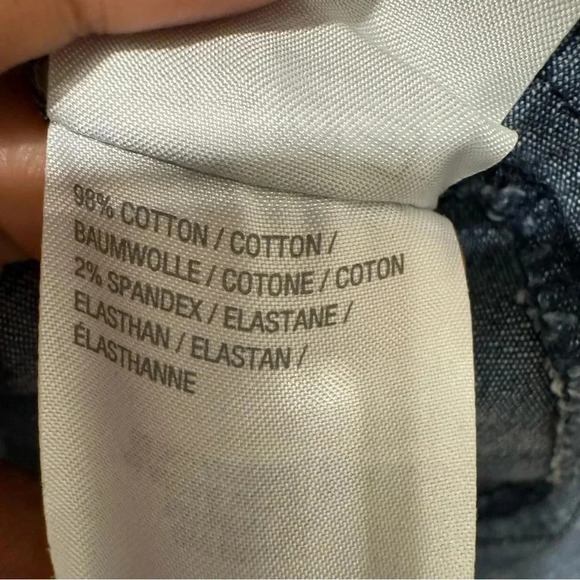 98% COTTON / COTTON /
BAUMWOLLE / COTONE / COTON
2% SPANDEX / ELASTANE /
ELASTHAN / ELASTAN /
ÉLASTHANNE